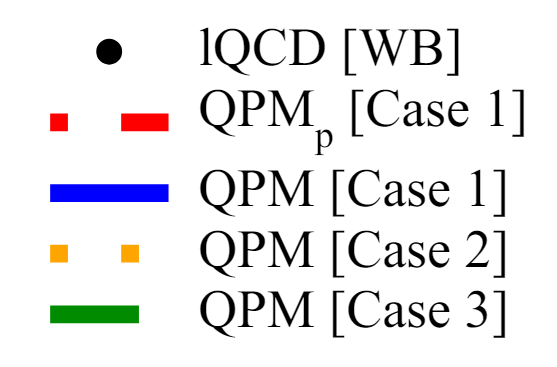 lQCD [WB]
QPMp [Case 1]
QPM [Case 1]
QPM [Case 2]
QPM [Case 3]